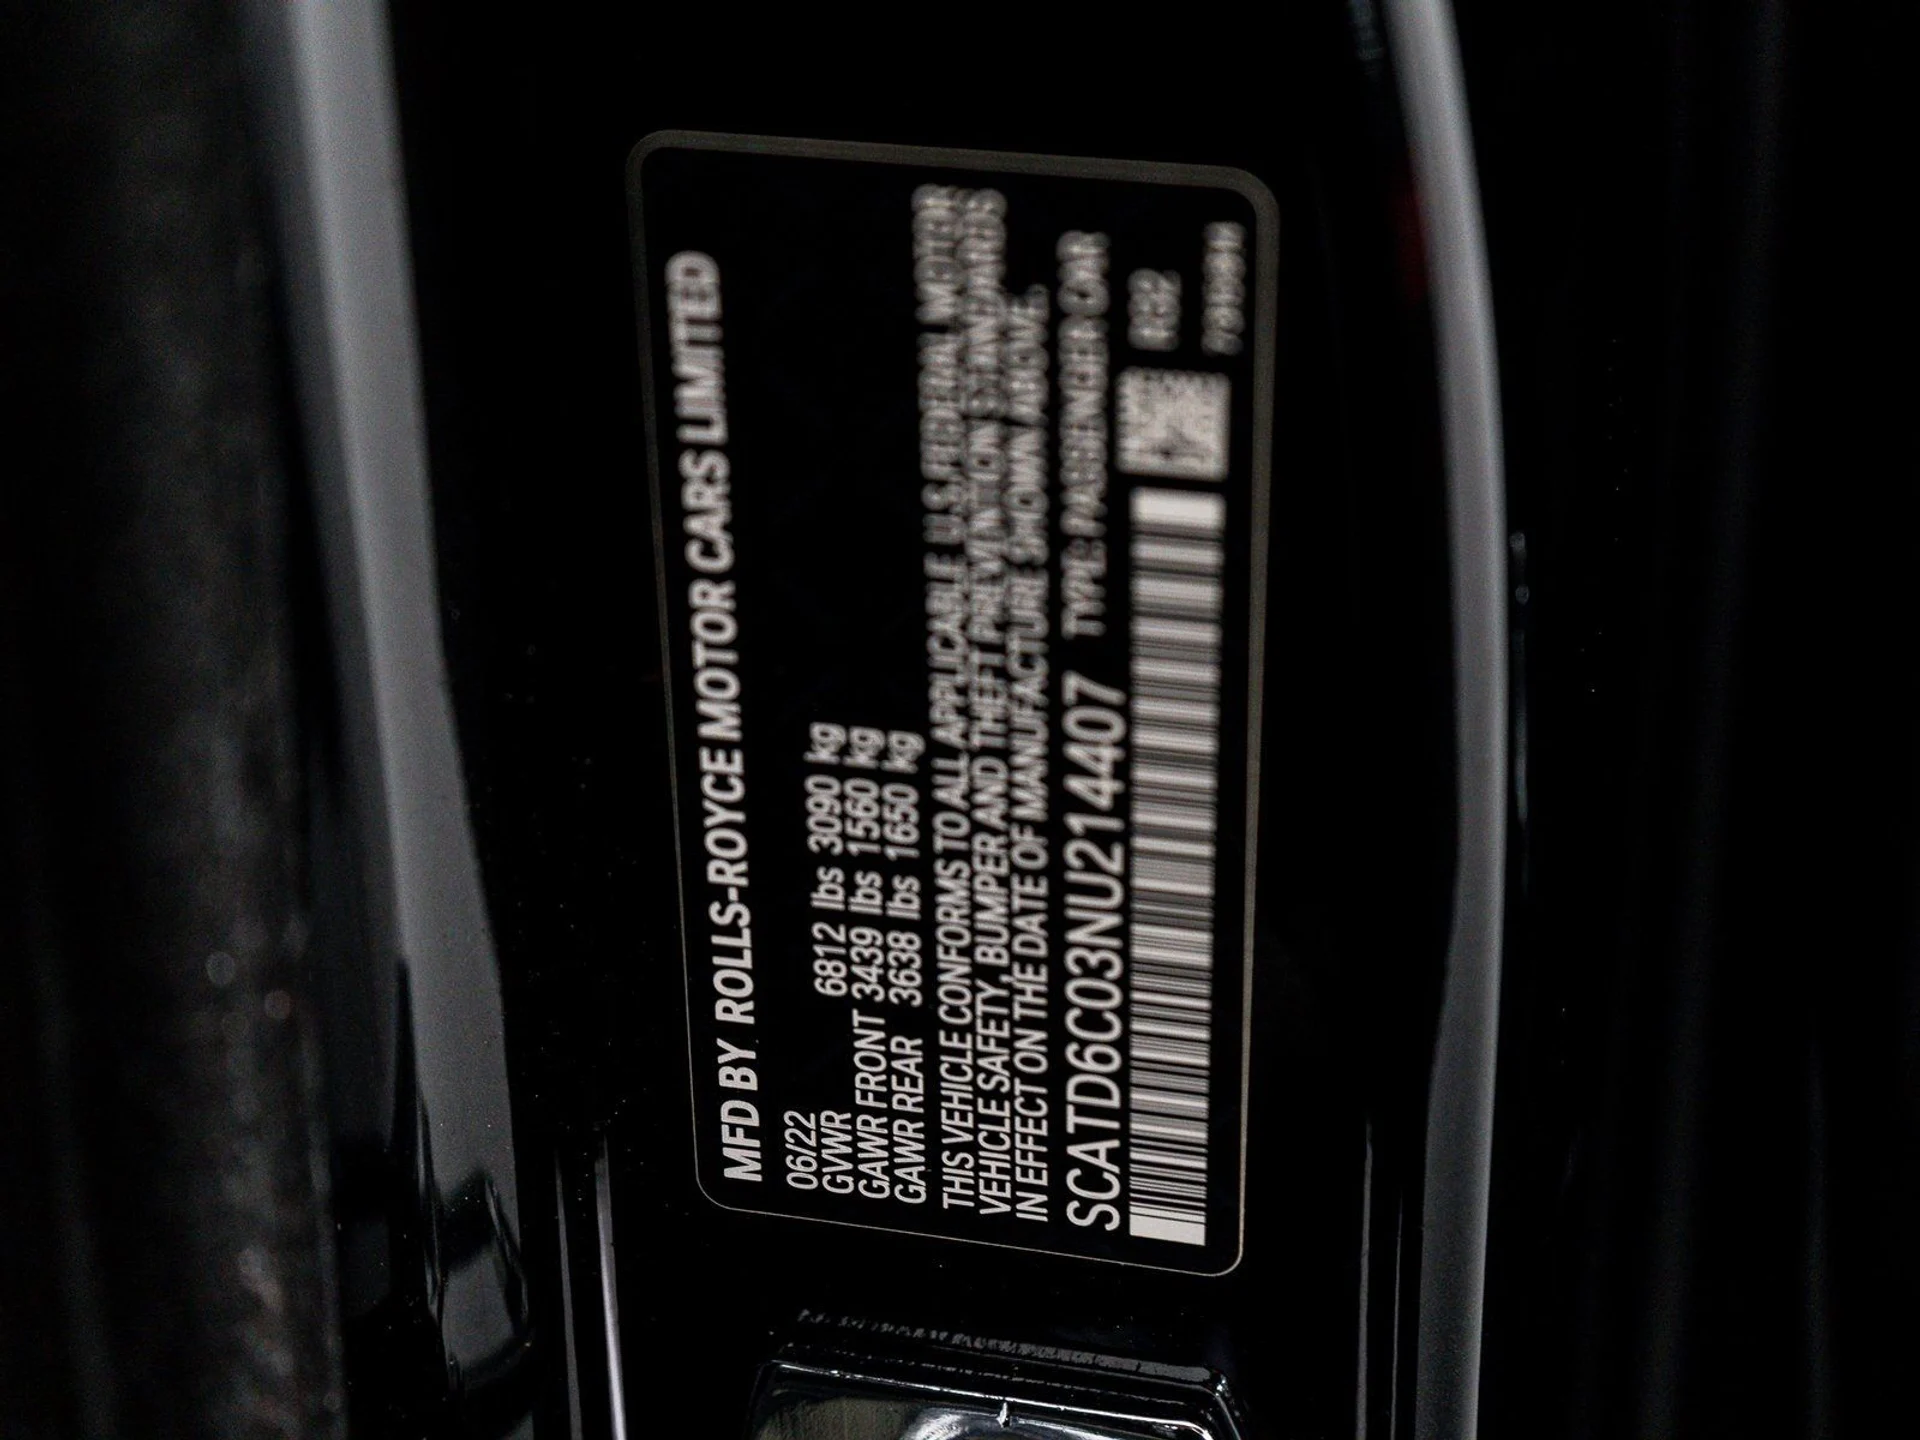 MFD BY ROLLS-ROYCE MOTOR CARS LIMITED
06/22
GVWR 6812 lbs 3090 kg
GAWR FRONT 3439 lbs 1560 kg
GAWR REAR 3638 lbs 1650 kg
THIS VEHICLE CONFORMS TO ALL APPLICABLE U.S. FEDERAL MOTOR
VEHICLE SAFETY, BUMPER AND THEFT PREVENTION STANDARDS
IN EFFECT ON THE DATE OF MANUFACTURE SHOWN ABOVE.
SCATD6C03NU214407 TYPE: PASSENGER CAR